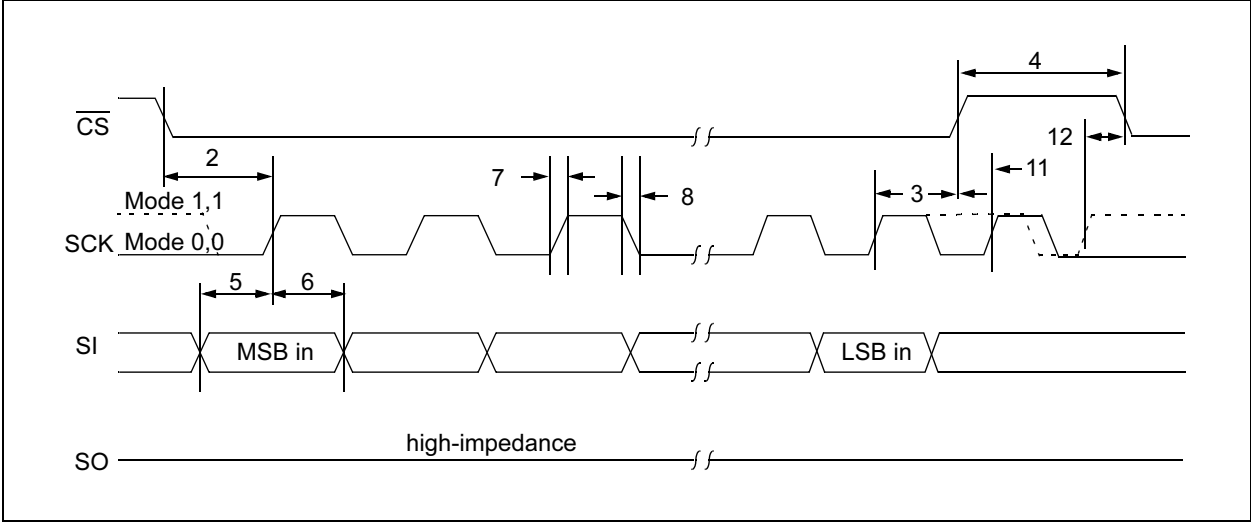 4
C̅S̅
12
2
7
8
3
11
Mode 1,1
SCK
Mode 0,0
5
6
SI
MSB in
LSB in
high-impedance
SO